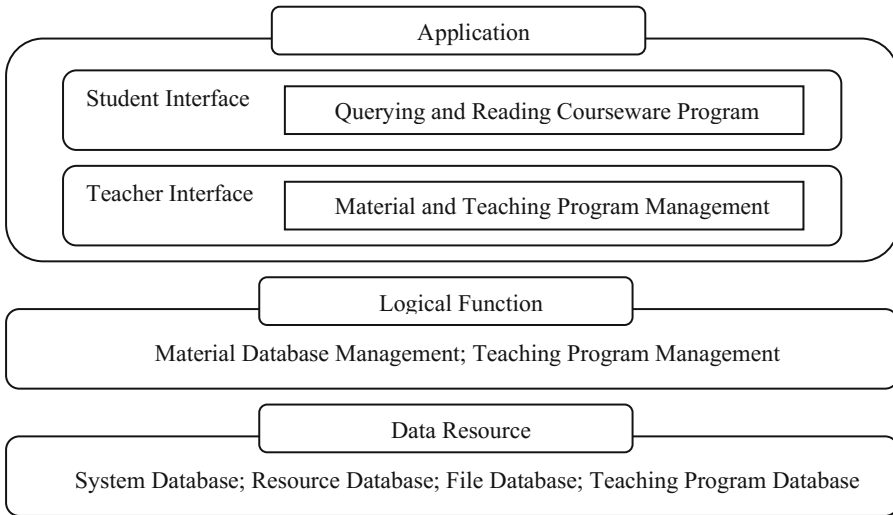 Application
Student Interface
Querying and Reading Courseware Program
Teacher Interface
Material and Teaching Program Management
Logical Function
Material Database Management; Teaching Program Management
Data Resource
System Database; Resource Database; File Database; Teaching Program Database